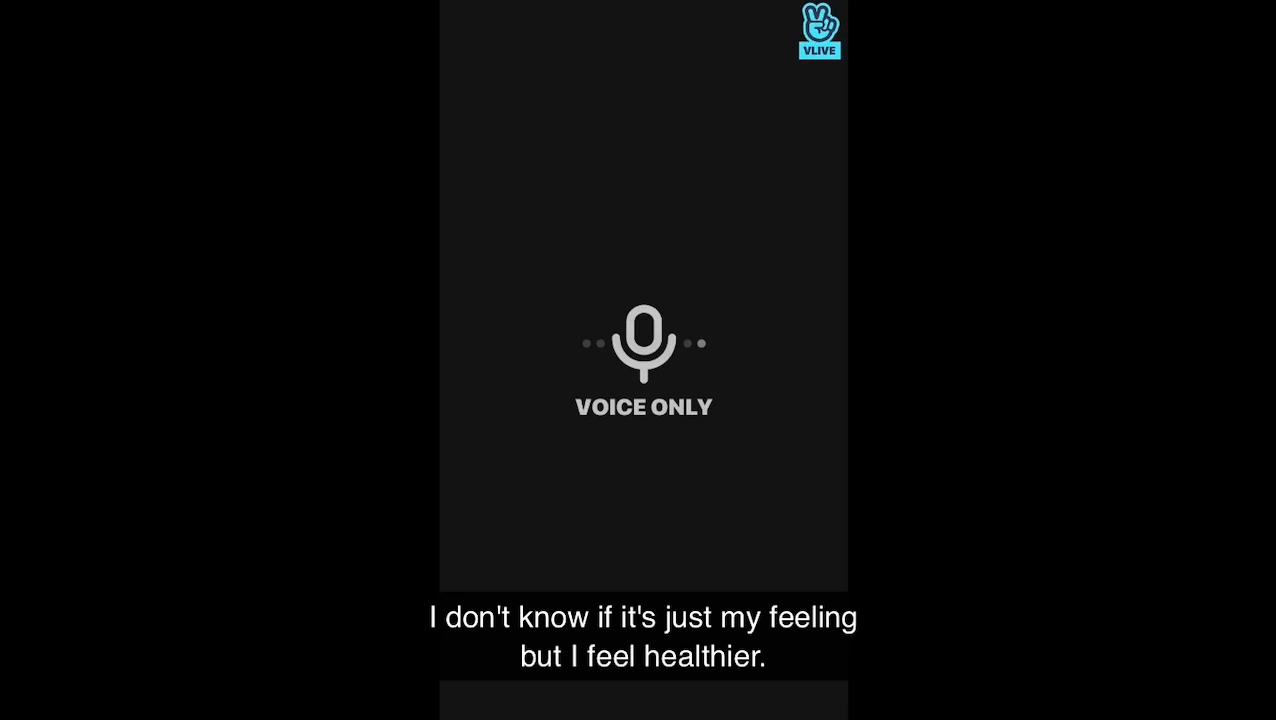 VLIVE
VOICE ONLY
I don't know if it's just my feeling
but I feel healthier.